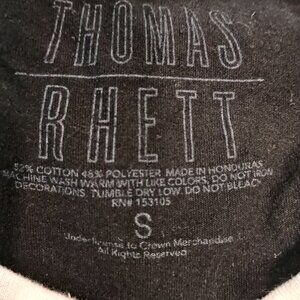 THOMAS
RHETT
52% COTTON 48% POLYESTER MADE IN HONDURAS
MACHINE WASH WARM WITH LIKE COLORS, DO NOT IRON
DECORATIONS, TUMBLE DRY LOW, DO NOT BLEACH
RN# 153105
S
Under license to Crown Merchandise
All Rights Reserved